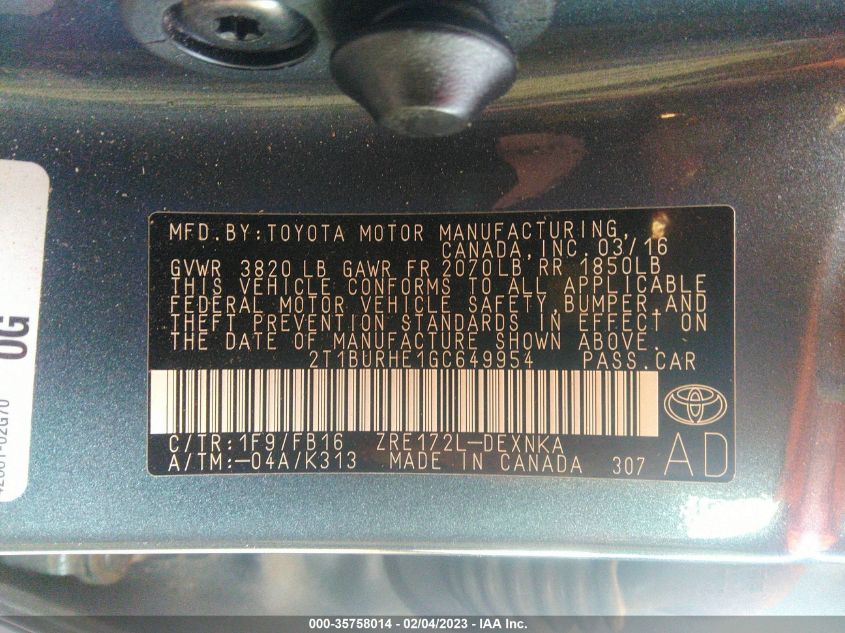 MFD.BY:TOYOTA MOTOR MANUFACTURING,
CANADA,INC. 03/16
GVWR 3820 LB GAWR FR 2070LB RR 1850LB
THIS VEHICLE CONFORMS TO ALL APPLICABLE
FEDERAL MOTOR VEHICLE SAFETY,BUMPER,AND
THEFT PREVENTION STANDARDS IN EFFECT ON
THE DATE OF MANUFACTURE SHOWN ABOVE.
2T1BURHE1GC649954 PASS.CAR
C/TR:1F9/FB16 ZRE172L-DEXNKA
A/TM:-04A/K313 MADE IN CANADA 307 AD
0G
42661-02G70
000-35758014 - 02/04/2023 - IAA Inc.